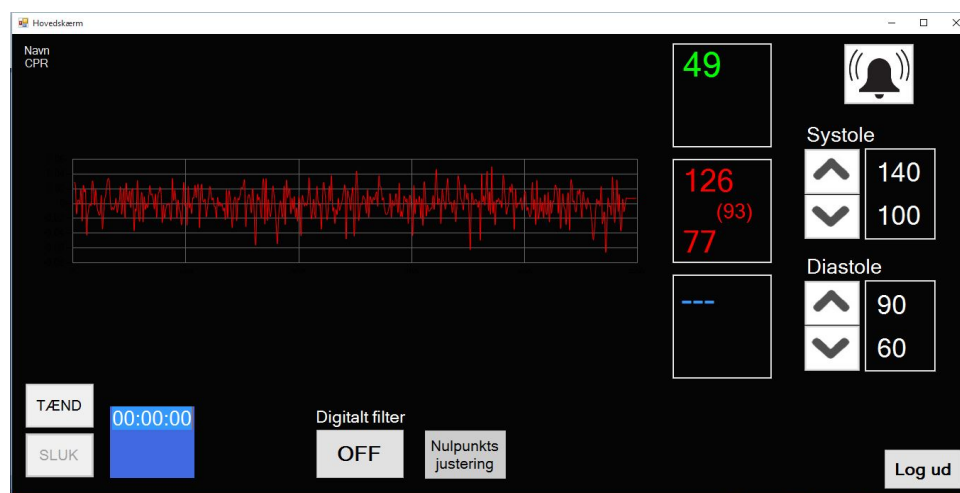 Hovedskærm
Navn
CPR
49
126
(93)
77
---
Systole
140
100
Diastole
90
60
TÆND
SLUK
00:00:00
Digitalt filter
OFF
Nulpunkts
justering
Log ud